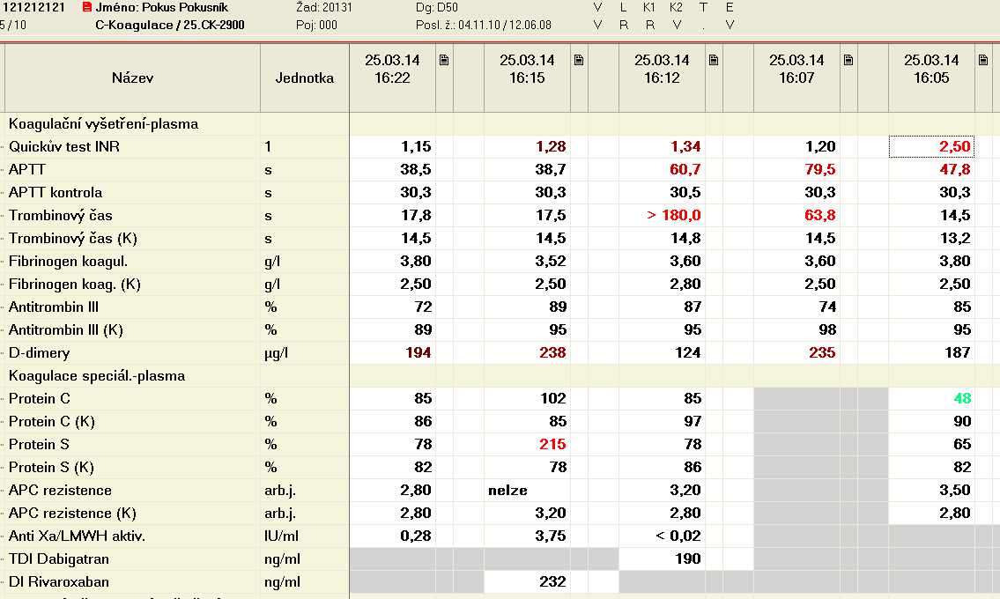 121212121 Jméno: Pokus Pokusník Žad: 20131 Dg: D50 V L K1 K2 T E
5/10 C-Koagulace / 25.CK-2900 Poj: 000 Posl. ž.: 04.11.10 / 12.06.08 V R R V . V
Název Jednotka 25.03.14 16:22 25.03.14 16:15 25.03.14 16:12 25.03.14 16:07 25.03.14 16:05
Koagulační vyšetření-plasma
Quickův test INR 1 1,15 1,28 1,34 1,20 2,50
APTT s 38,5 38,7 60,7 79,5 47,8
APTT kontrola s 30,3 30,3 30,5 30,3 30,3
Trombinový čas s 17,8 17,5 > 180,0 63,8 14,5
Trombinový čas (K) s 14,5 14,5 14,8 14,5 13,2
Fibrinogen koagul. g/l 3,80 3,52 3,60 3,60 3,80
Fibrinogen koag. (K) g/l 2,50 2,50 2,80 2,50 2,50
Antitrombin III % 72 89 87 74 85
Antitrombin III (K) % 89 95 95 98 95
D-dimery µg/l 194 238 124 235 187
Koagulace speciál.-plasma
Protein C % 85 102 85 48
Protein C (K) % 86 85 97 90
Protein S % 78 215 78 65
Protein S (K) % 82 78 86 82
APC rezistence arb.j. 2,80 nelze 3,20 3,50
APC rezistence (K) arb.j. 2,80 3,20 2,80 2,80
Anti Xa/LMWH aktiv. IU/ml 0,28 3,75 < 0,02
TDI Dabigatran ng/ml 190
DI Rivaroxaban ng/ml 232